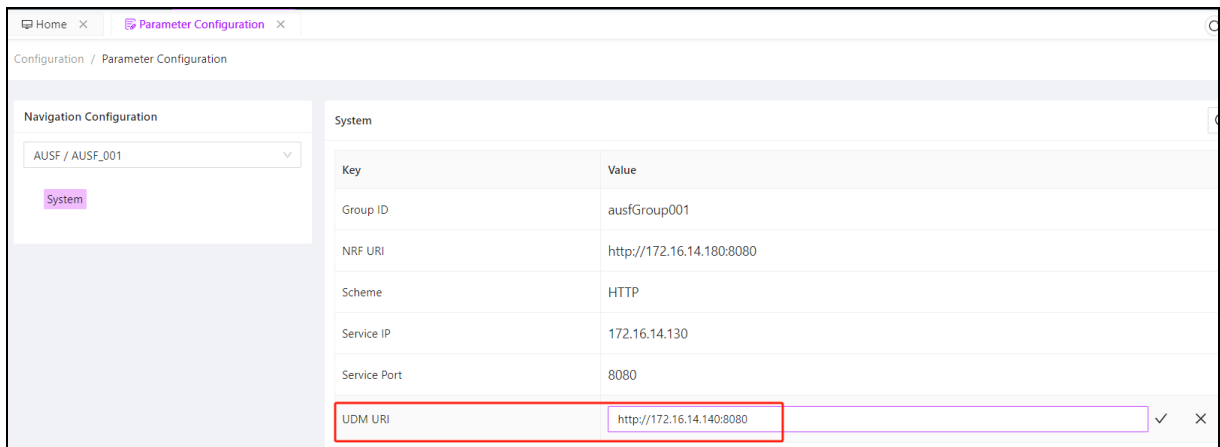 Home
Parameter Configuration
Configuration / Parameter Configuration
Navigation Configuration
AUSF / AUSF_001
System
System
Key Value
Group ID ausfGroup001
NRF URI http://172.16.14.180:8080
Scheme HTTP
Service IP 172.16.14.130
Service Port 8080
UDM URI http://172.16.14.140:8080